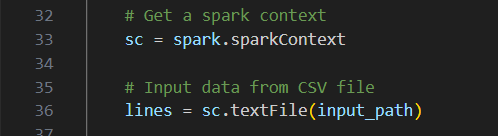 32 # Get a spark context
33 sc = spark.sparkContext
34
35 # Input data from CSV file
36 lines = sc.textFile(input_path)
37